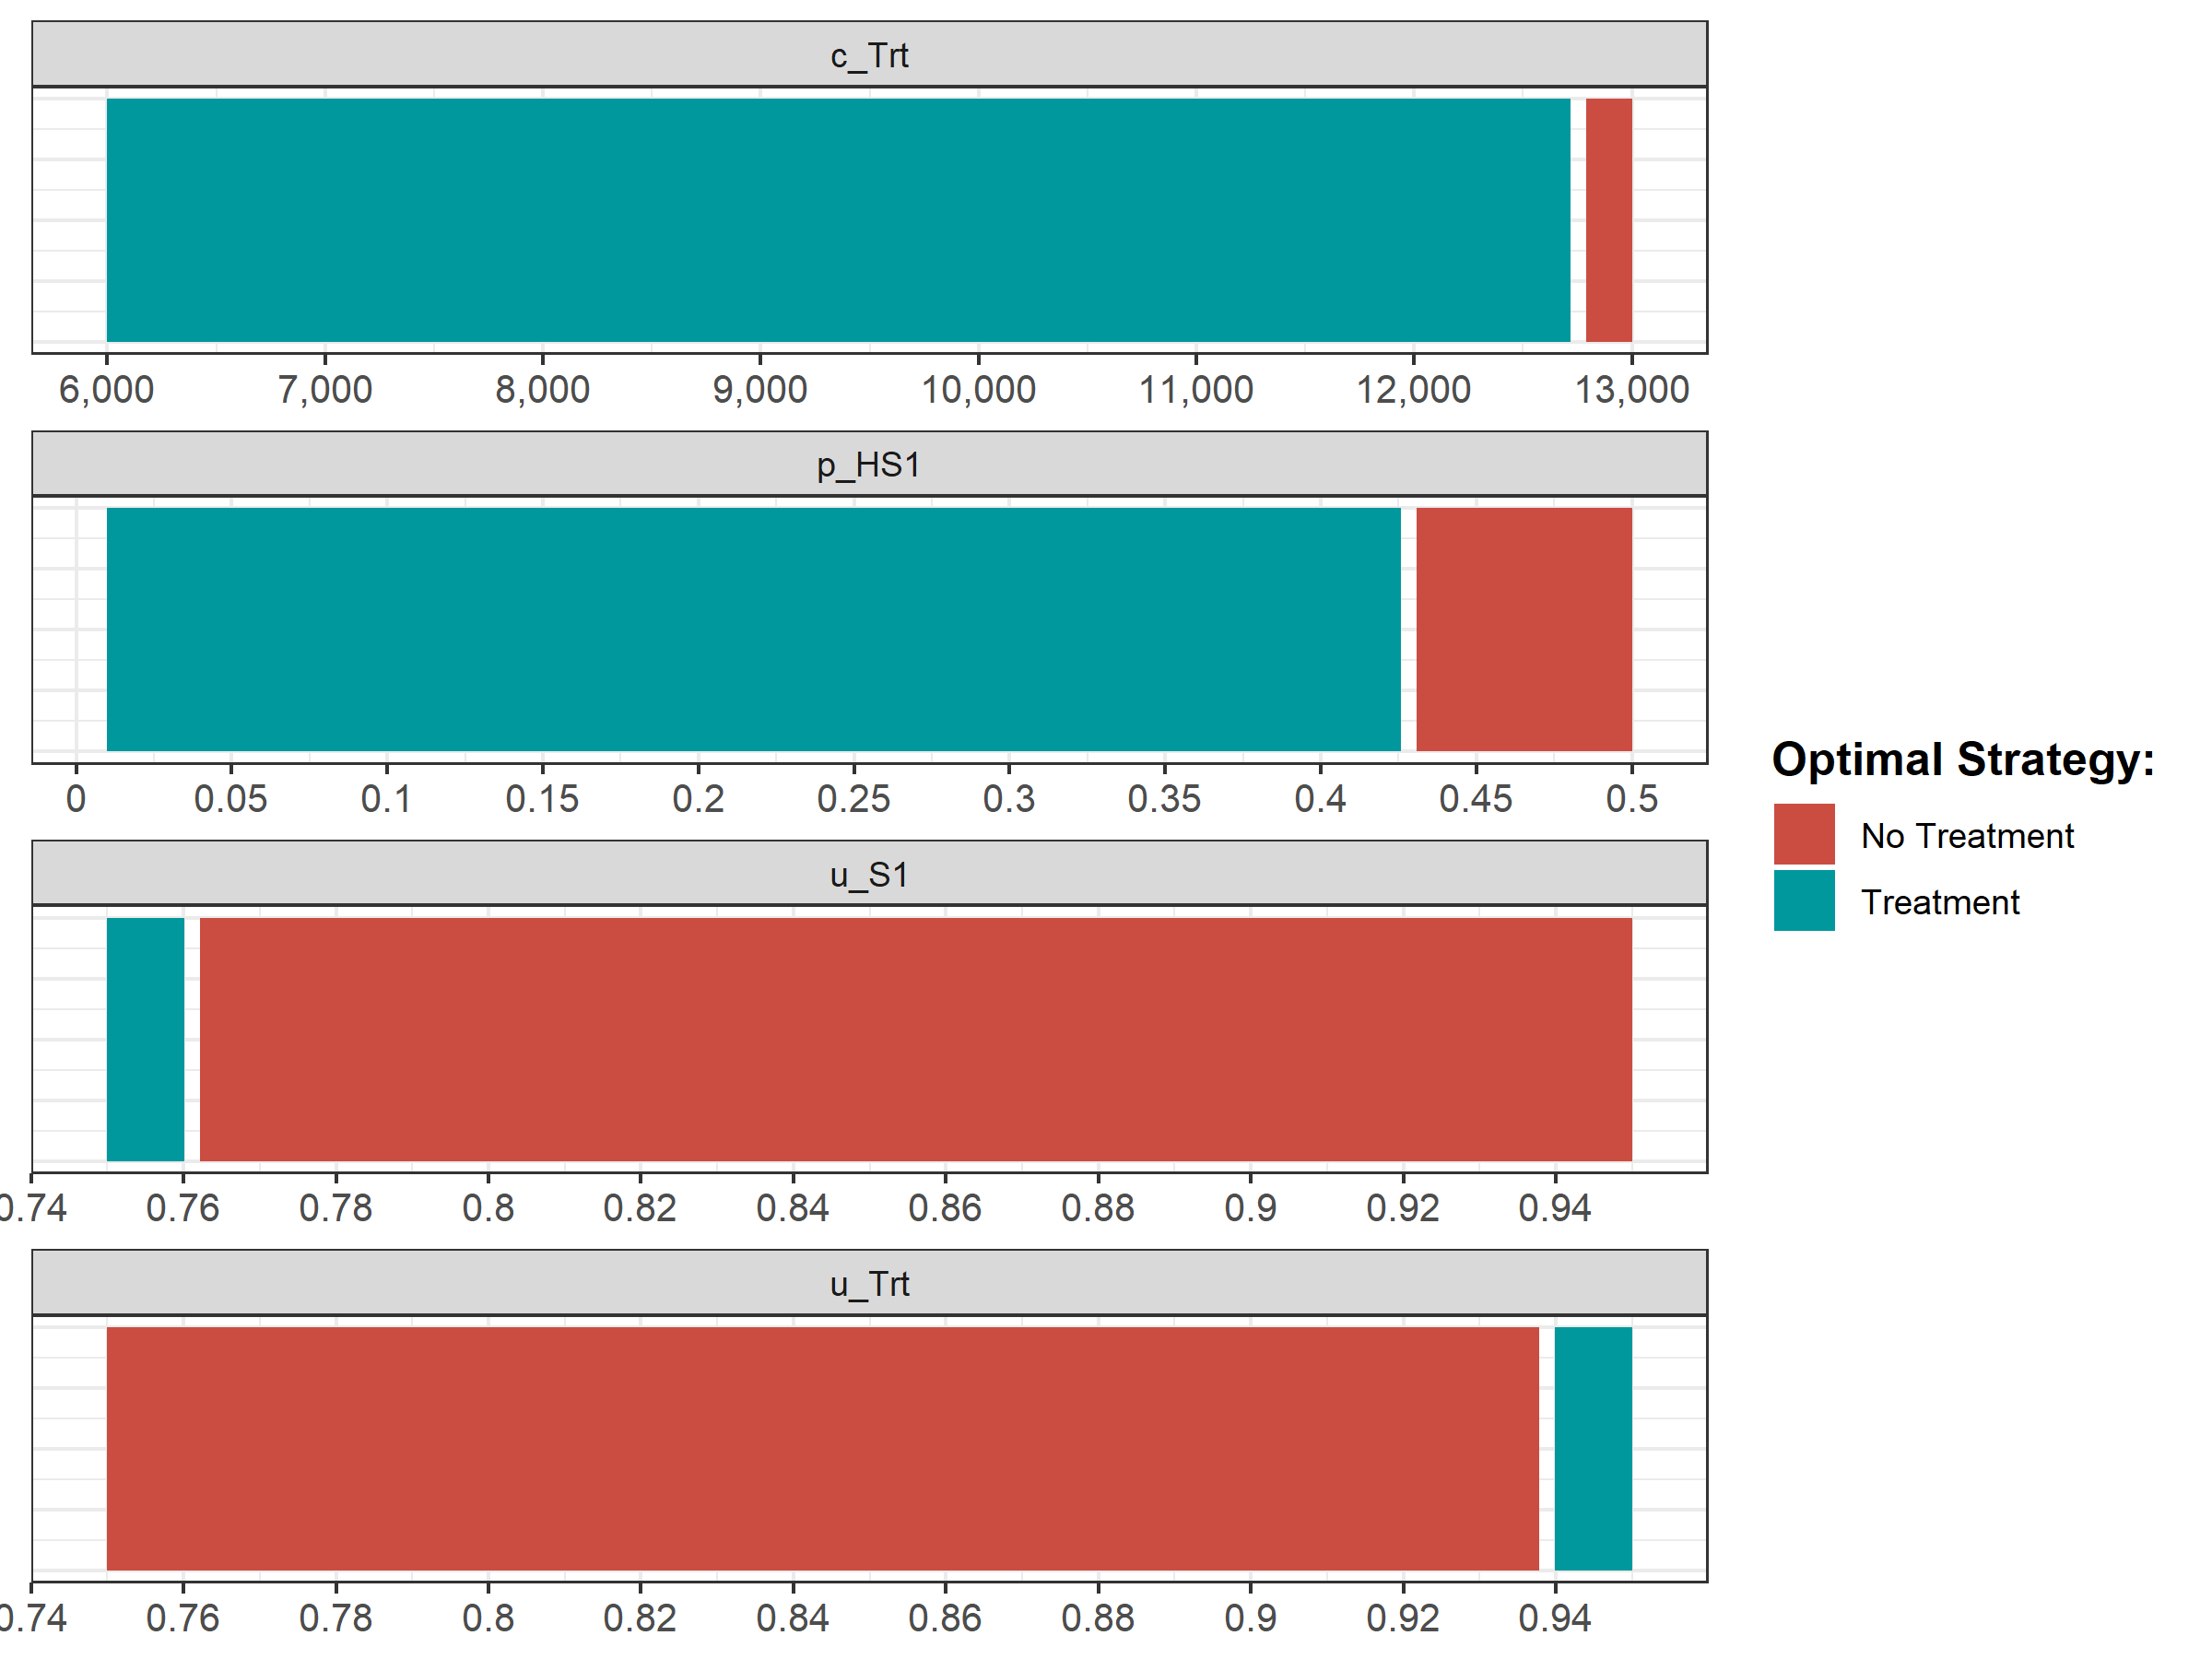 c_Trt
6,000 7,000 8,000 9,000 10,000 11,000 12,000 13,000
p_HS1
0 0.05 0.1 0.15 0.2 0.25 0.3 0.35 0.4 0.45 0.5
u_S1
0.74 0.76 0.78 0.8 0.82 0.84 0.86 0.88 0.9 0.92 0.94
u_Trt
0.74 0.76 0.78 0.8 0.82 0.84 0.86 0.88 0.9 0.92 0.94
Optimal Strategy:
No Treatment
Treatment